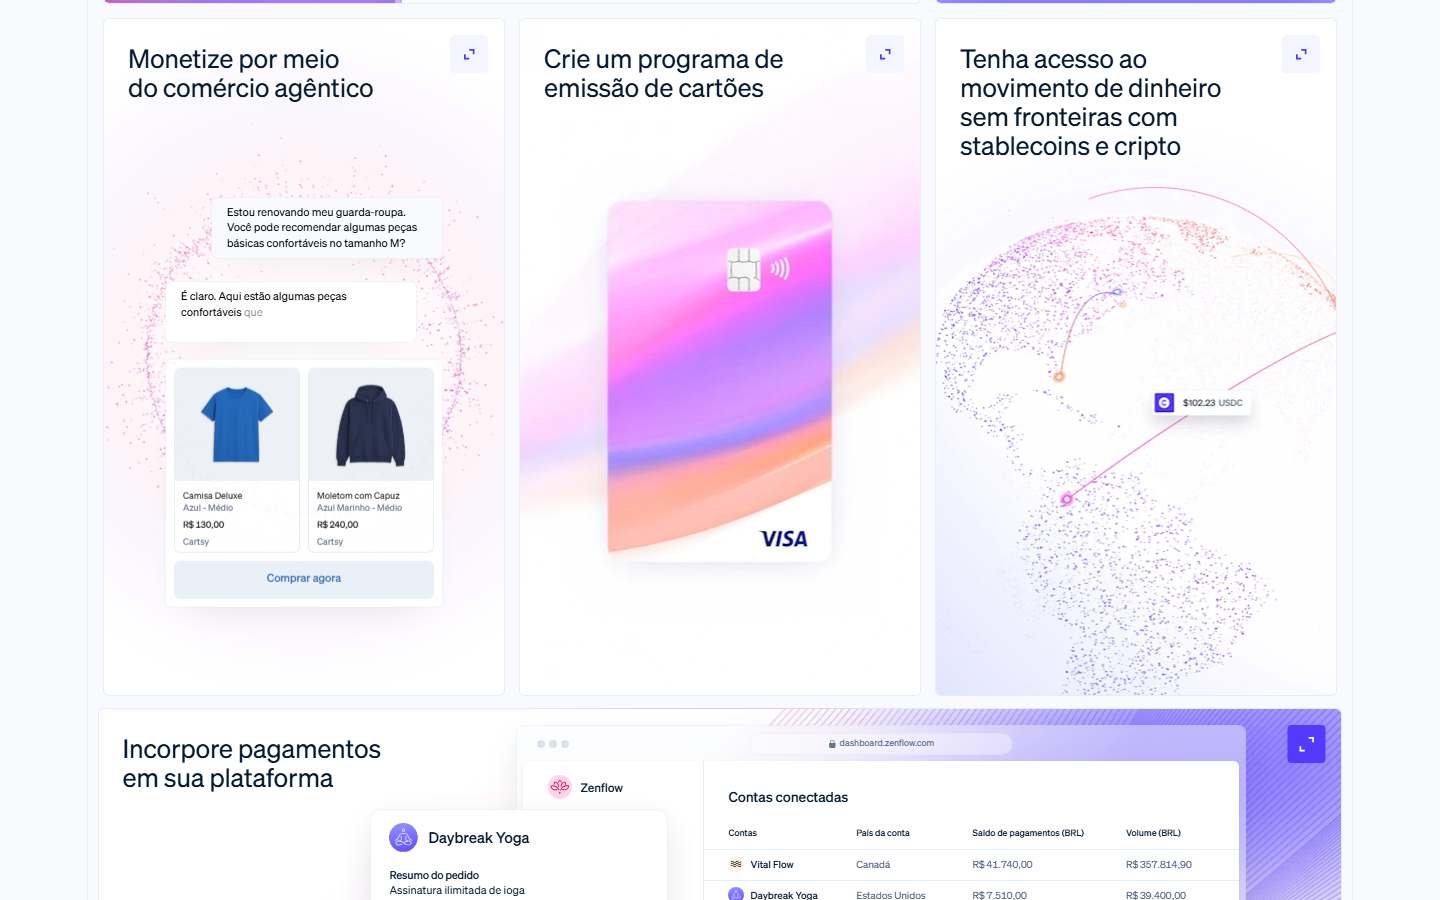 Monetize por meio
do comércio agêntico
Estou renovando meu guarda-roupa.
Você pode recomendar algumas peças
básicas confortáveis no tamanho M?
É claro. Aqui estão algumas peças
confortáveis que
Camisa Deluxe
Azul - Médio
R$ 130,00
Cartsy
Moletom com Capuz
Azul Marinho - Médio
R$ 240,00
Cartsy
Comprar agora
Crie um programa de
emissão de cartões
VISA
Tenha acesso ao
movimento de dinheiro
sem fronteiras com
stablecoins e cripto
$102.23 USDC
Incorpore pagamentos
em sua plataforma
dashboard.zenflow.com
Zenflow
Daybreak Yoga
Resumo do pedido
Assinatura ilimitada de ioga
Contas conectadas
Contas País da conta Saldo de pagamentos (BRL) Volume (BRL)
Vital Flow Canadá R$ 41.740,00 R$ 357.814,90
Daybreak Yoga Estados Unidos R$ 7.510,00 R$ 39.400,00